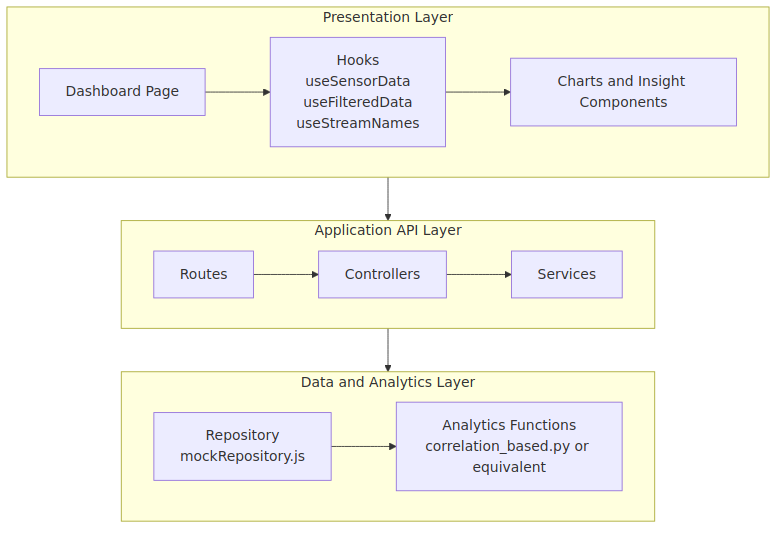 Presentation Layer
Dashboard Page
Hooks
useSensorData
useFilteredData
useStreamNames
Charts and Insight
Components
Application API Layer
Routes
Controllers
Services
Data and Analytics Layer
Repository
mockRepository.js
Analytics Functions
correlation_based.py or
equivalent